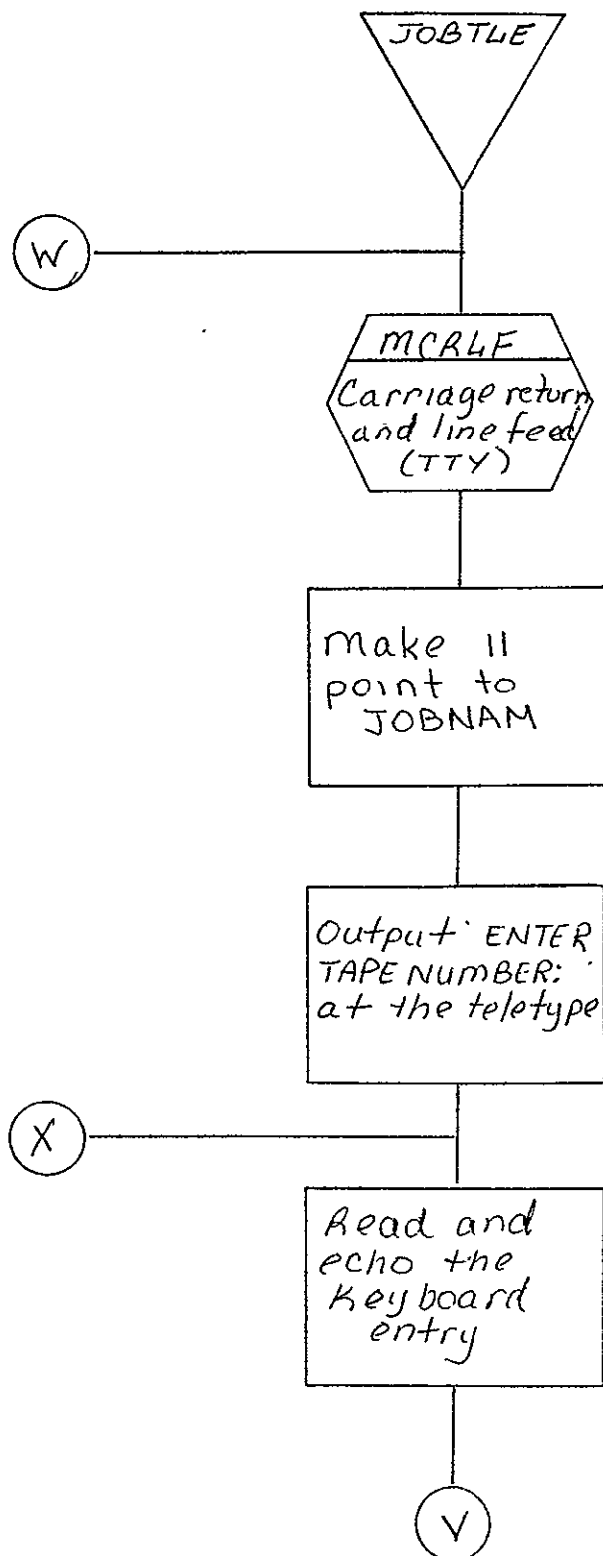 JOBTLE
W
MCRLF
Carriage return
and line feed
(TTY)
Make 11
point to
JOBNAM
Output ' ENTER
TAPE NUMBER: '
at the teletype
X
Read and
echo the
Keyboard
entry
V